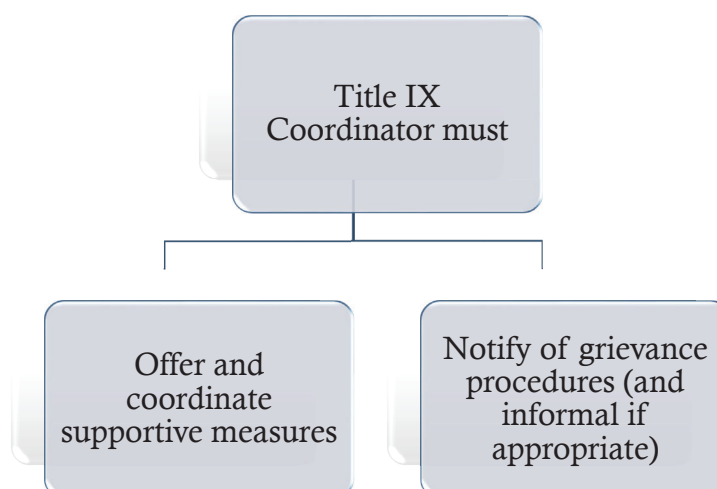 Title IX
Coordinator must
Offer and
coordinate
supportive measures
Notify of grievance
procedures (and
informal if
appropriate)